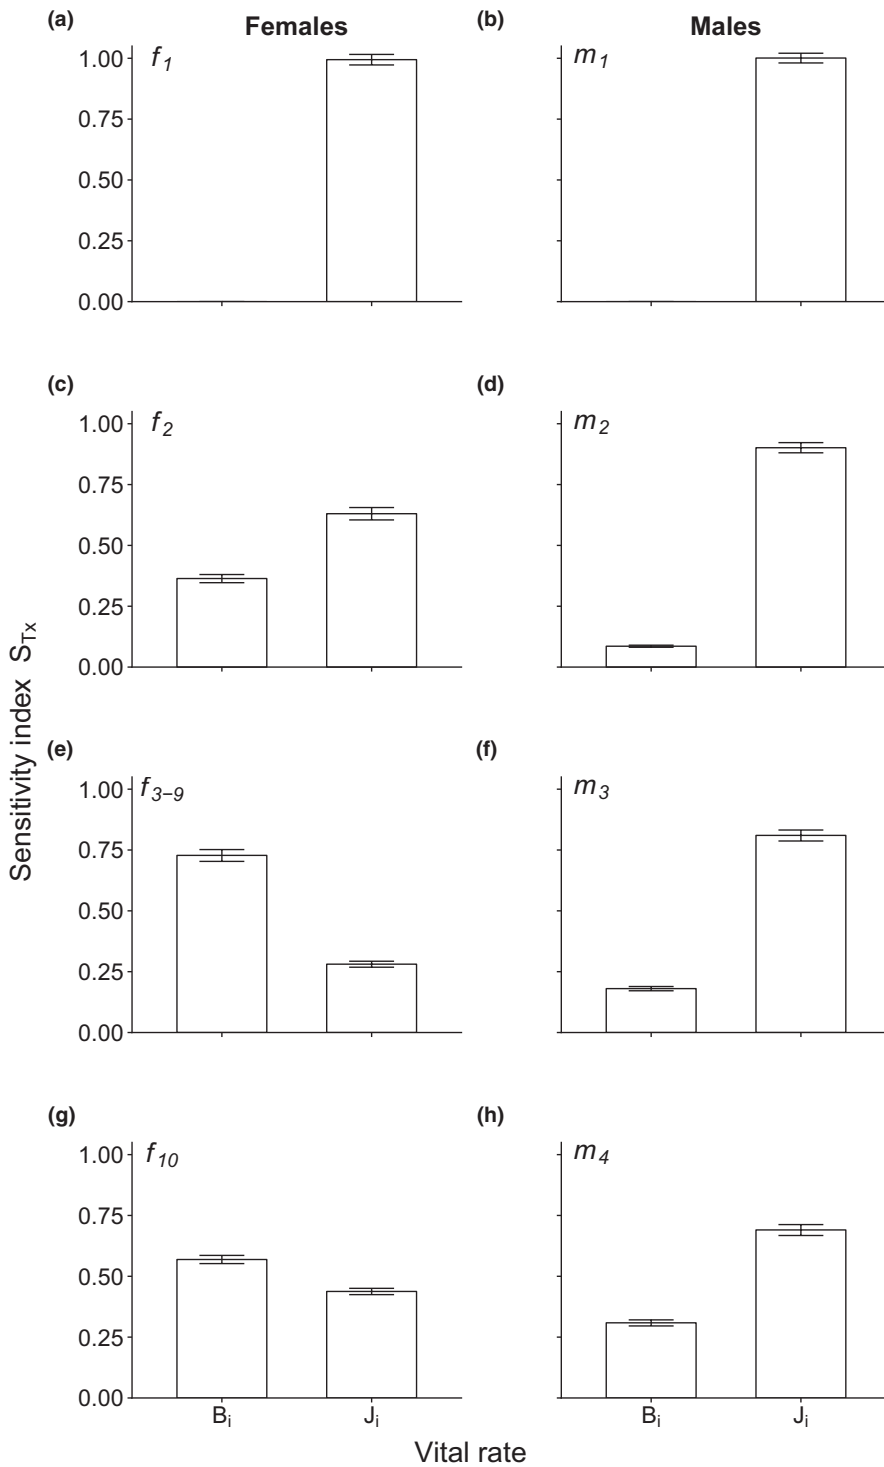 (a) Females (b) Males
f1 m1
1.00
0.75
0.50
0.25
0.00
(c) (d)
f2 m2
1.00
0.75
0.50
0.25
0.00
Sensitivity index STx
(e) (f)
f3–9 m3
1.00
0.75
0.50
0.25
0.00
(g) (h)
f10 m4
1.00
0.75
0.50
0.25
0.00
Bi Ji Bi Ji
Vital rate